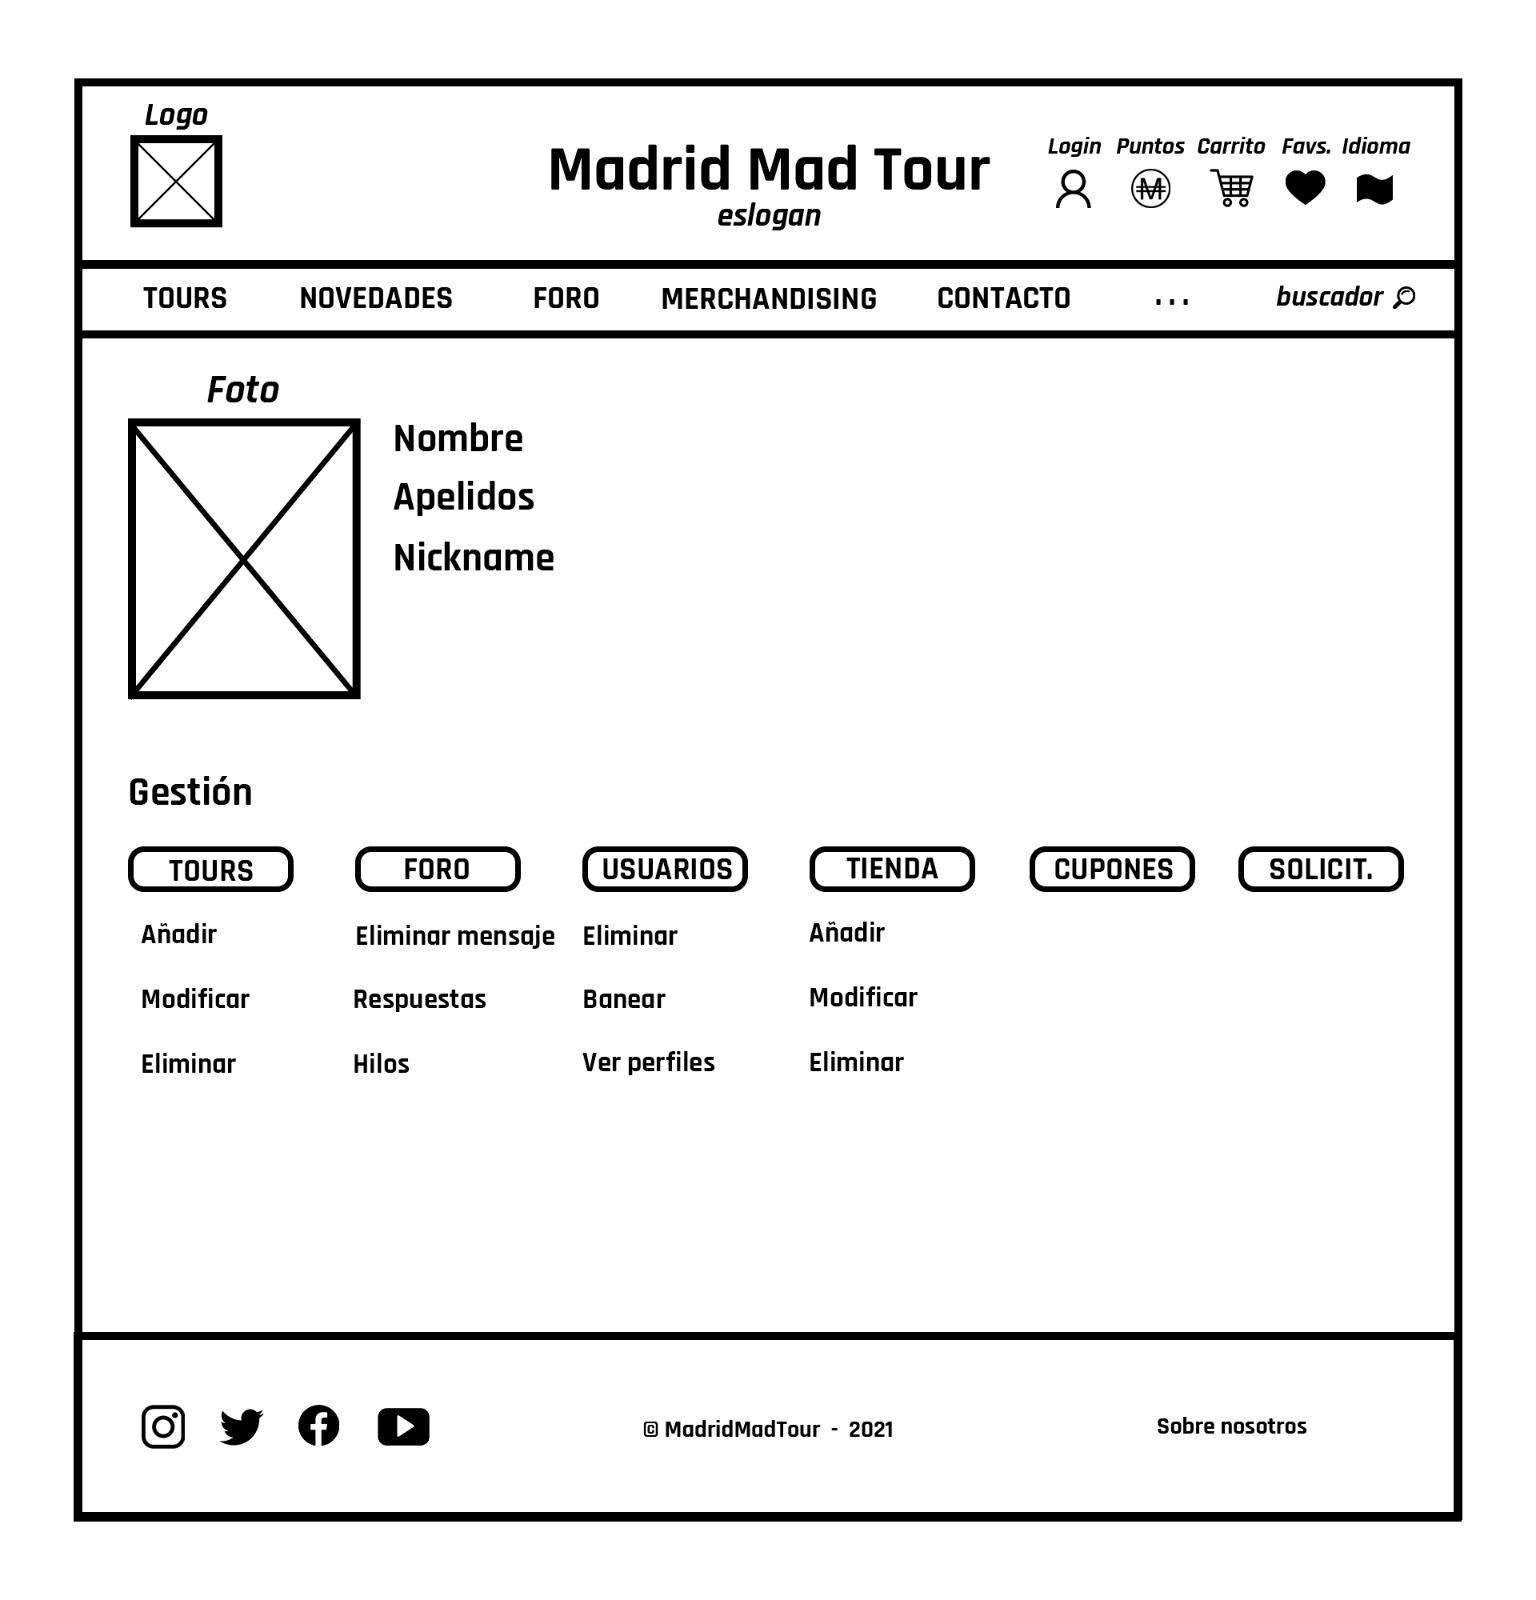 Logo
Madrid Mad Tour
eslogan
Login Puntos Carrito Favs. Idioma
TOURS NOVEDADES FORO MERCHANDISING CONTACTO ... buscador
Foto
Nombre
Apelidos
Nickname
Gestión
TOURS FORO USUARIOS TIENDA CUPONES SOLICIT.
Añadir Eliminar mensaje Eliminar Añadir
Modificar Respuestas Banear Modificar
Eliminar Hilos Ver perfiles Eliminar
© MadridMadTour - 2021 Sobre nosotros